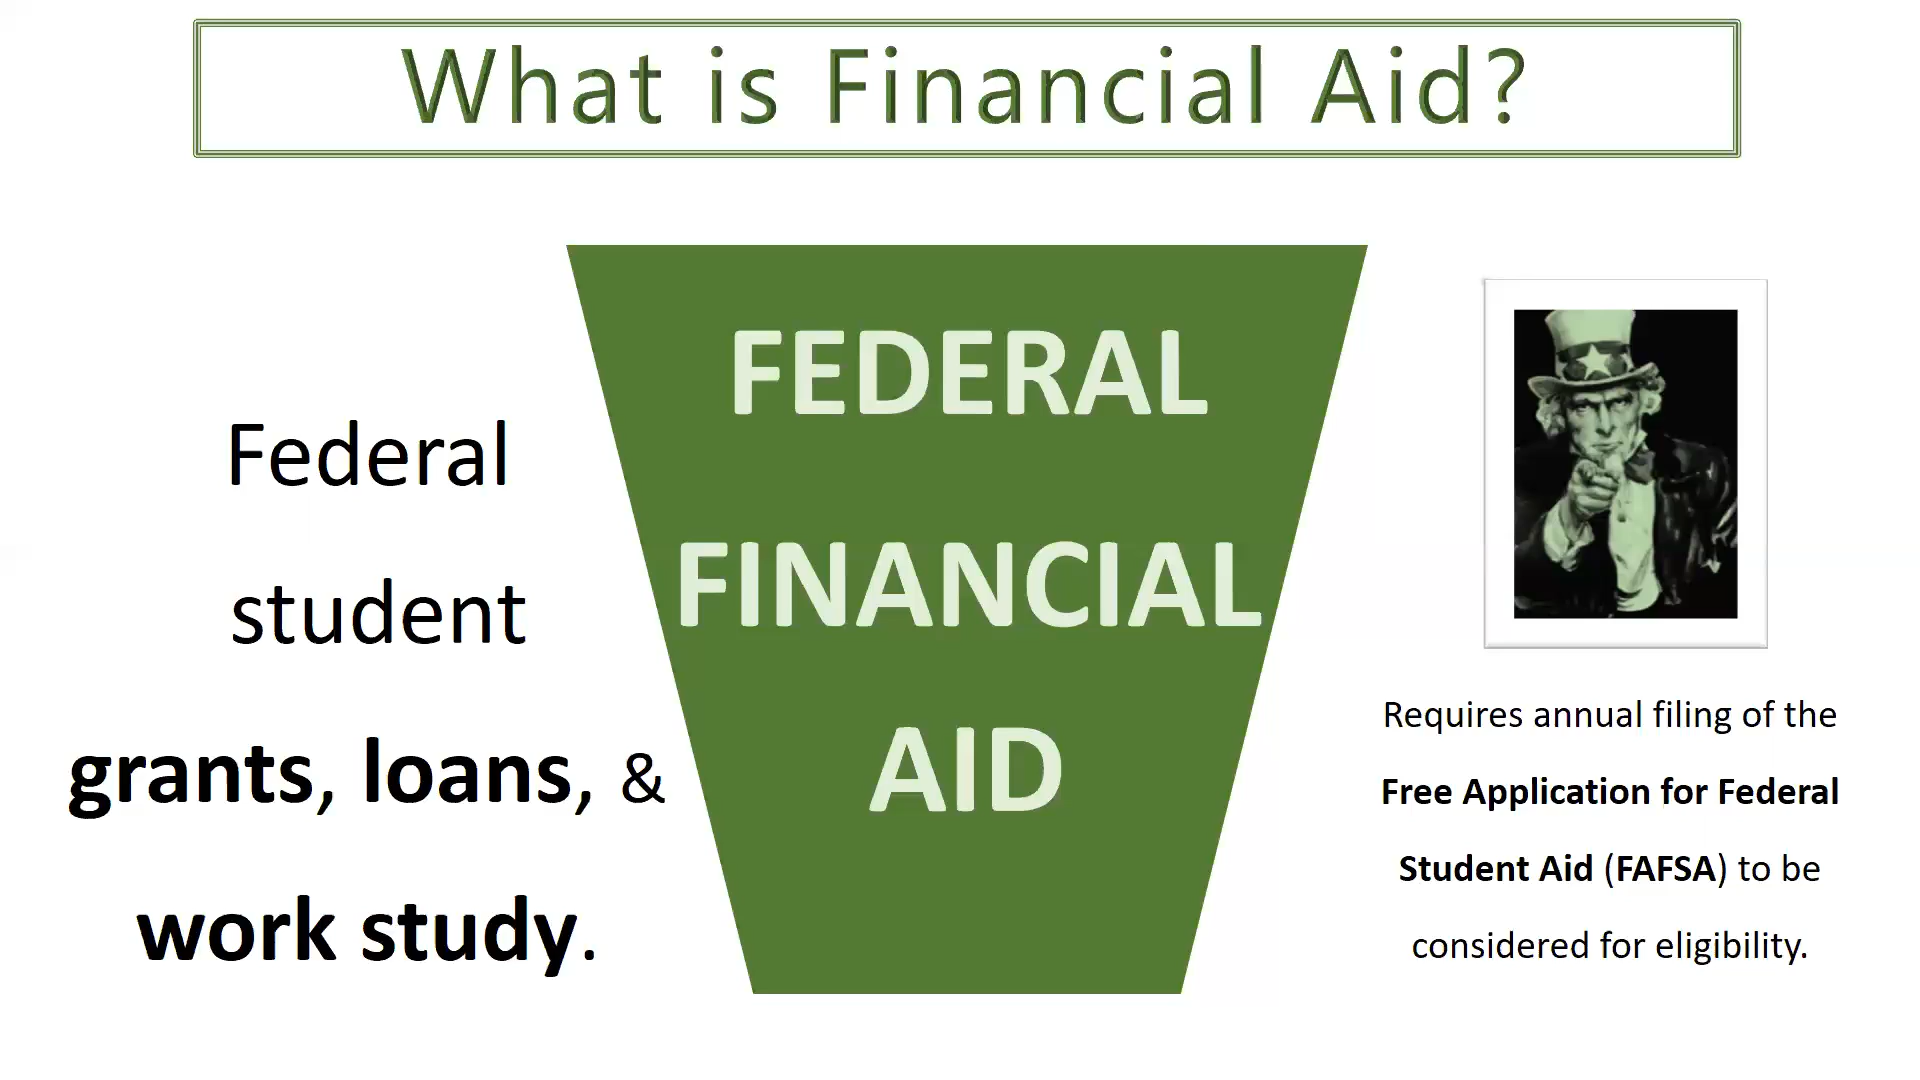 What is Financial Aid?
Federal
student
grants, loans, &
work study.
FEDERAL
FINANCIAL
AID
Requires annual filing of the
Free Application for Federal
Student Aid (FAFSA) to be
considered for eligibility.